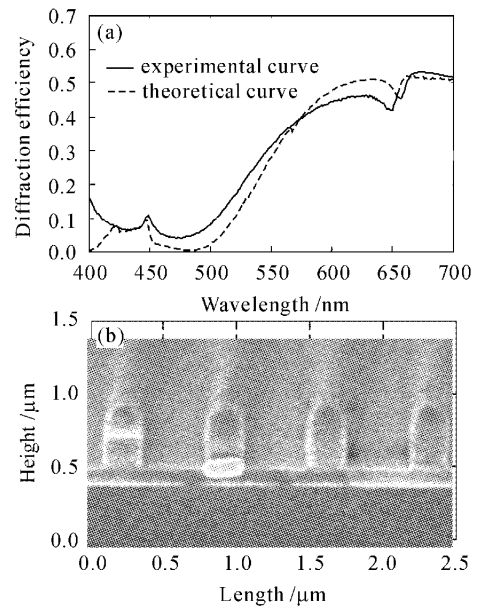 (a)
experimental curve
theoretical curve
Diffraction efficiency
0.7
0.6
0.5
0.4
0.3
0.2
0.1
0.0
400 450 500 550 600 650 700
Wavelength /nm
(b)
Height /μm
1.5
1.0
0.5
0.0
0.0 0.5 1.0 1.5 2.0 2.5
Length /μm